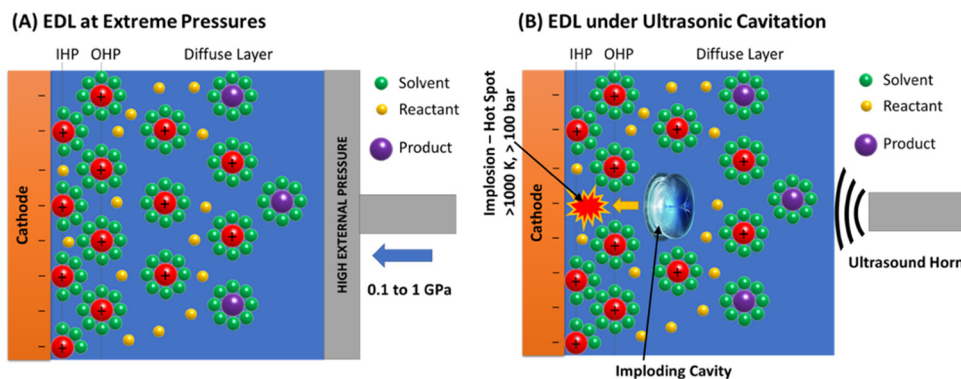 (A) EDL at Extreme Pressures
IHP OHP Diffuse Layer
Solvent
Reactant
Product
Cathode
HIGH EXTERNAL PRESSURE
0.1 to 1 GPa
(B) EDL under Ultrasonic Cavitation
IHP OHP Diffuse Layer
Implosion – Hot Spot
>1000 K, >100 bar
Solvent
Reactant
Product
Cathode
Ultrasound Horn
Imploding Cavity